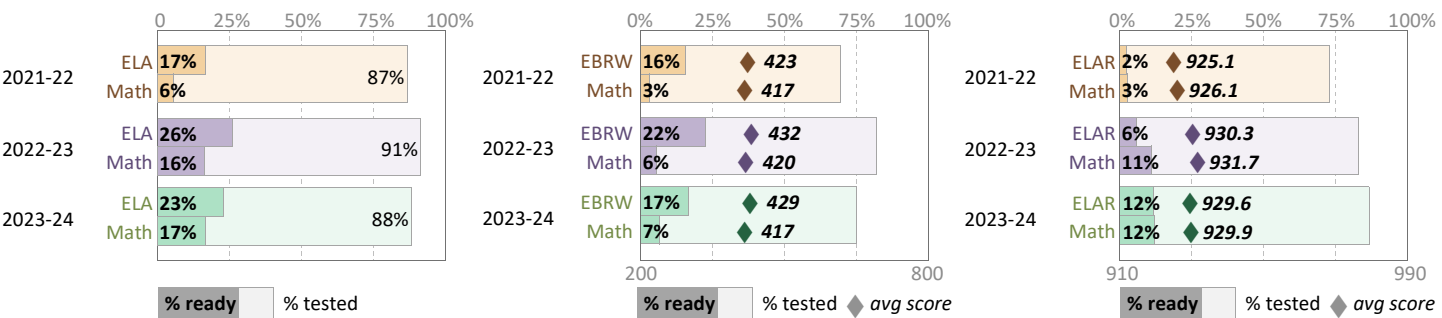 0 25% 50% 75% 100%
2021-22
ELA 17%
Math 6%
87%
2022-23
ELA 26%
Math 16%
91%
2023-24
ELA 23%
Math 17%
88%
% ready % tested
0% 25% 50% 75% 100%
2021-22
EBRW 16% 423
Math 3% 417
2022-23
EBRW 22% 432
Math 6% 420
2023-24
EBRW 17% 429
Math 7% 417
200 800
% ready % tested avg score
0% 25% 50% 75% 100%
2021-22
ELAR 2% 925.1
Math 3% 926.1
2022-23
ELAR 6% 930.3
Math 11% 931.7
2023-24
ELAR 12% 929.6
Math 12% 929.9
910 990
% ready % tested avg score